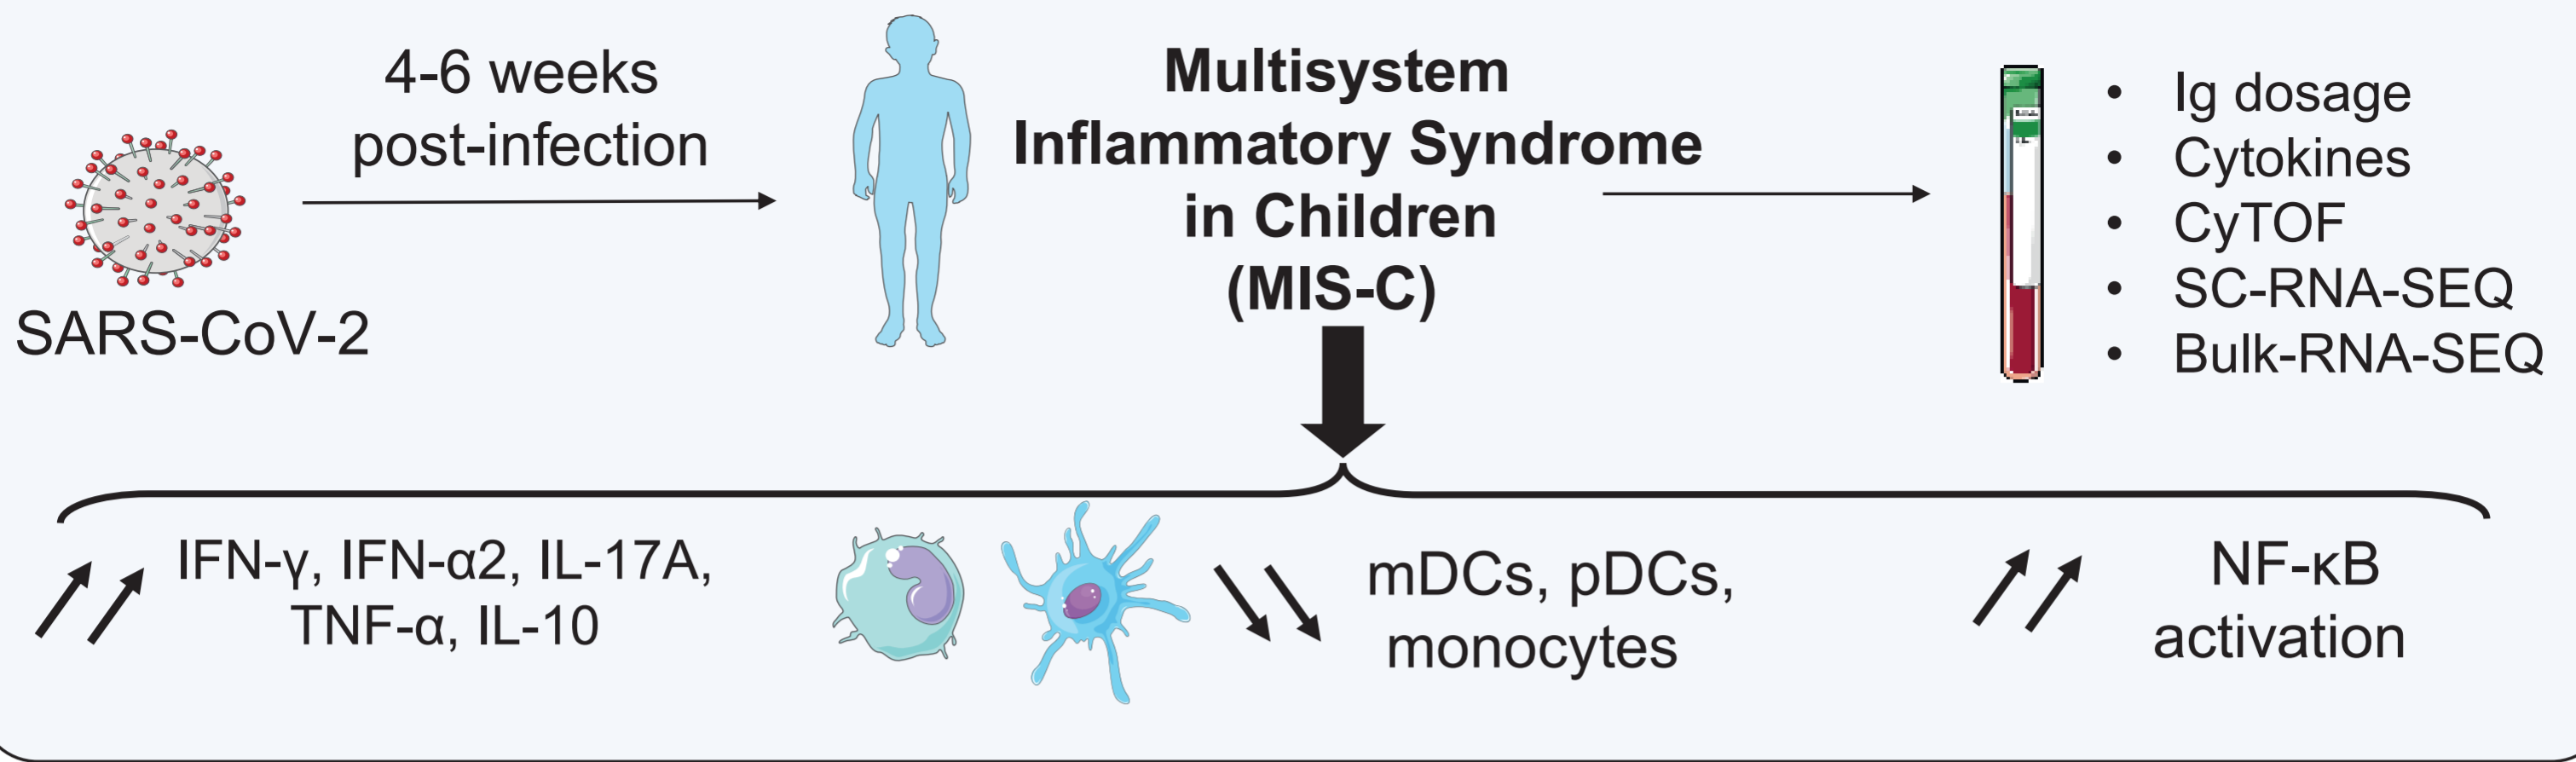 4-6 weeks
post-infection
SARS-CoV-2
Multisystem
Inflammatory Syndrome
in Children
(MIS-C)
• Ig dosage
• Cytokines
• CyTOF
• SC-RNA-SEQ
• Bulk-RNA-SEQ
IFN-γ, IFN-α2, IL-17A,
TNF-α, IL-10
mDCs, pDCs,
monocytes
NF-κB
activation